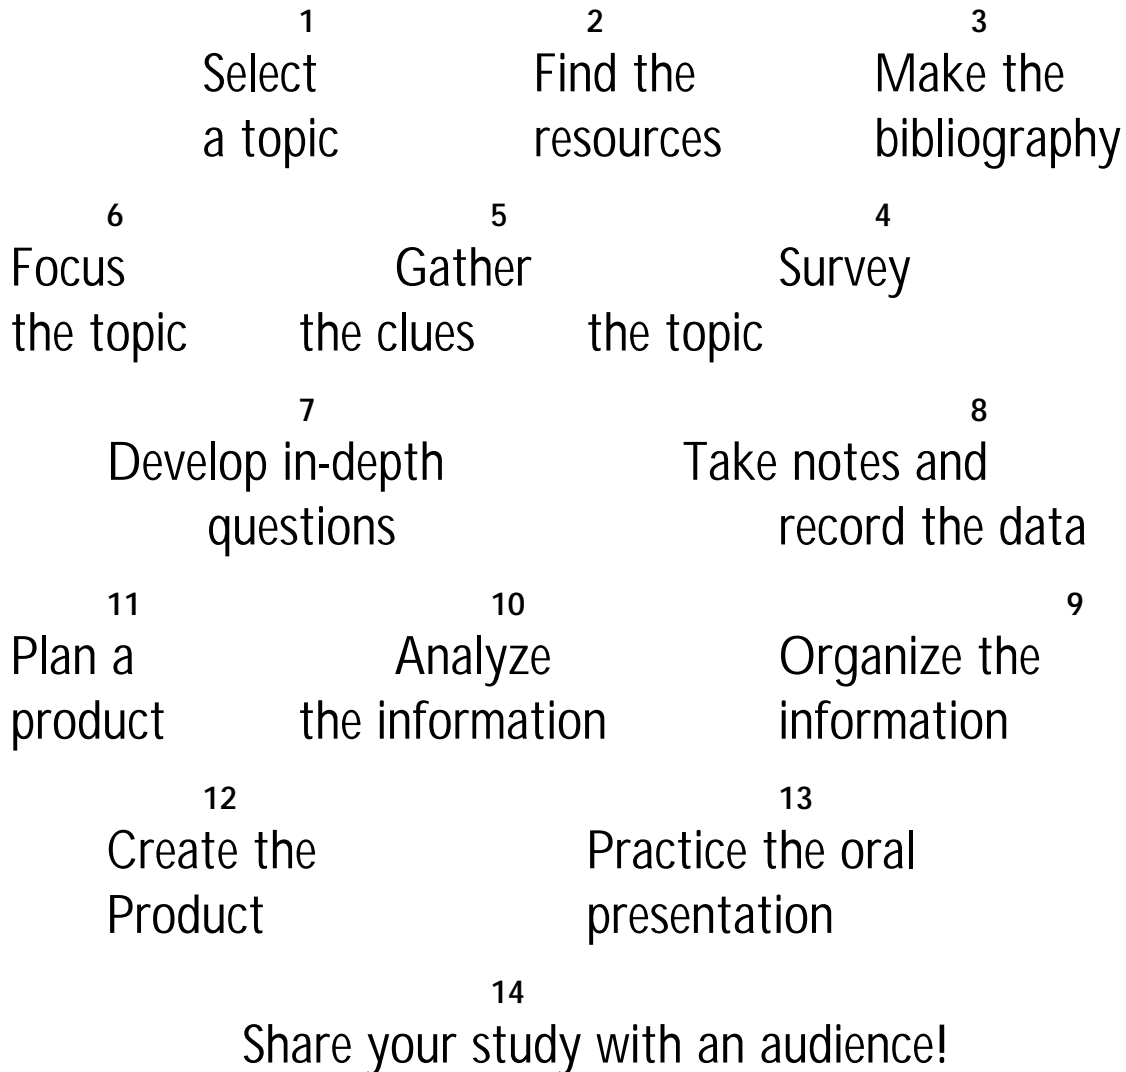 1 2 3
Select Find the Make the
a topic resources bibliography
6 5 4
Focus Gather Survey
the topic the clues the topic
7 8
Develop in-depth Take notes and
questions record the data
11 10 9
Plan a Analyze Organize the
product the information information
12 13
Create the Practice the oral
Product presentation
14
Share your study with an audience!